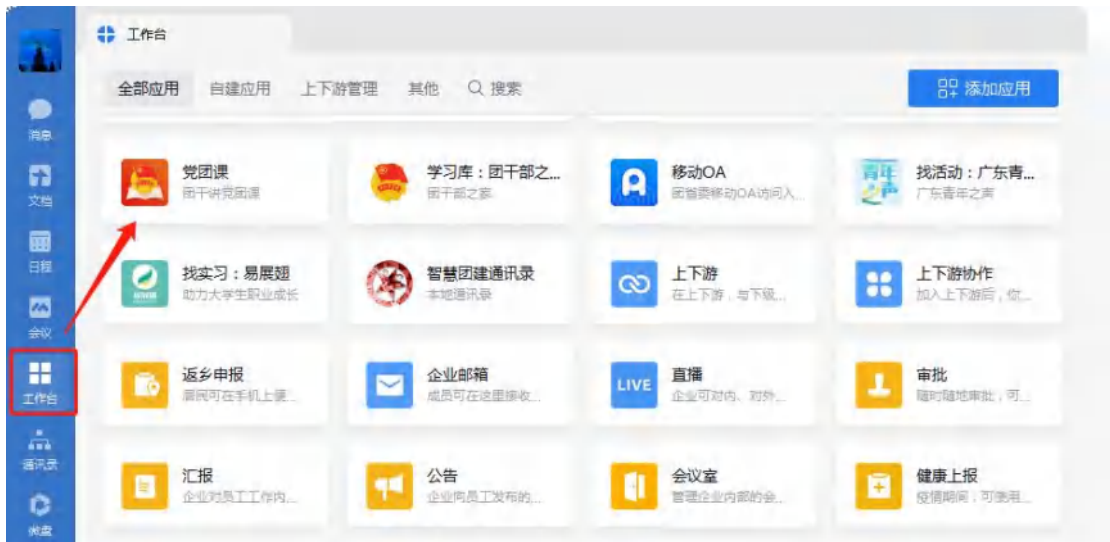 工作台
全部应用 自建应用 上下游管理 其他 搜索 添加应用
消息
文档
日程
会议
工作台
通讯录
微盘
党团课
团干讲党团课
学习库：团干部之...
团干部之家
移动OA
团省委移动OA访问入...
找活动：广东青...
广东青年之声
找实习：易展翅
助力大学生职业成长
智慧团建通讯录
本地通讯录
上下游
在上下游，与下级...
上下游协作
加入上下游后，你...
返乡申报
居民可在手机上便...
企业邮箱
成员可在这里接收...
LIVE
直播
企业可对内、对外...
审批
随时随地审批，可...
汇报
企业对员工工作内...
公告
企业向员工发布的...
会议室
管理企业内部的会...
健康上报
疫情期间，可使用...